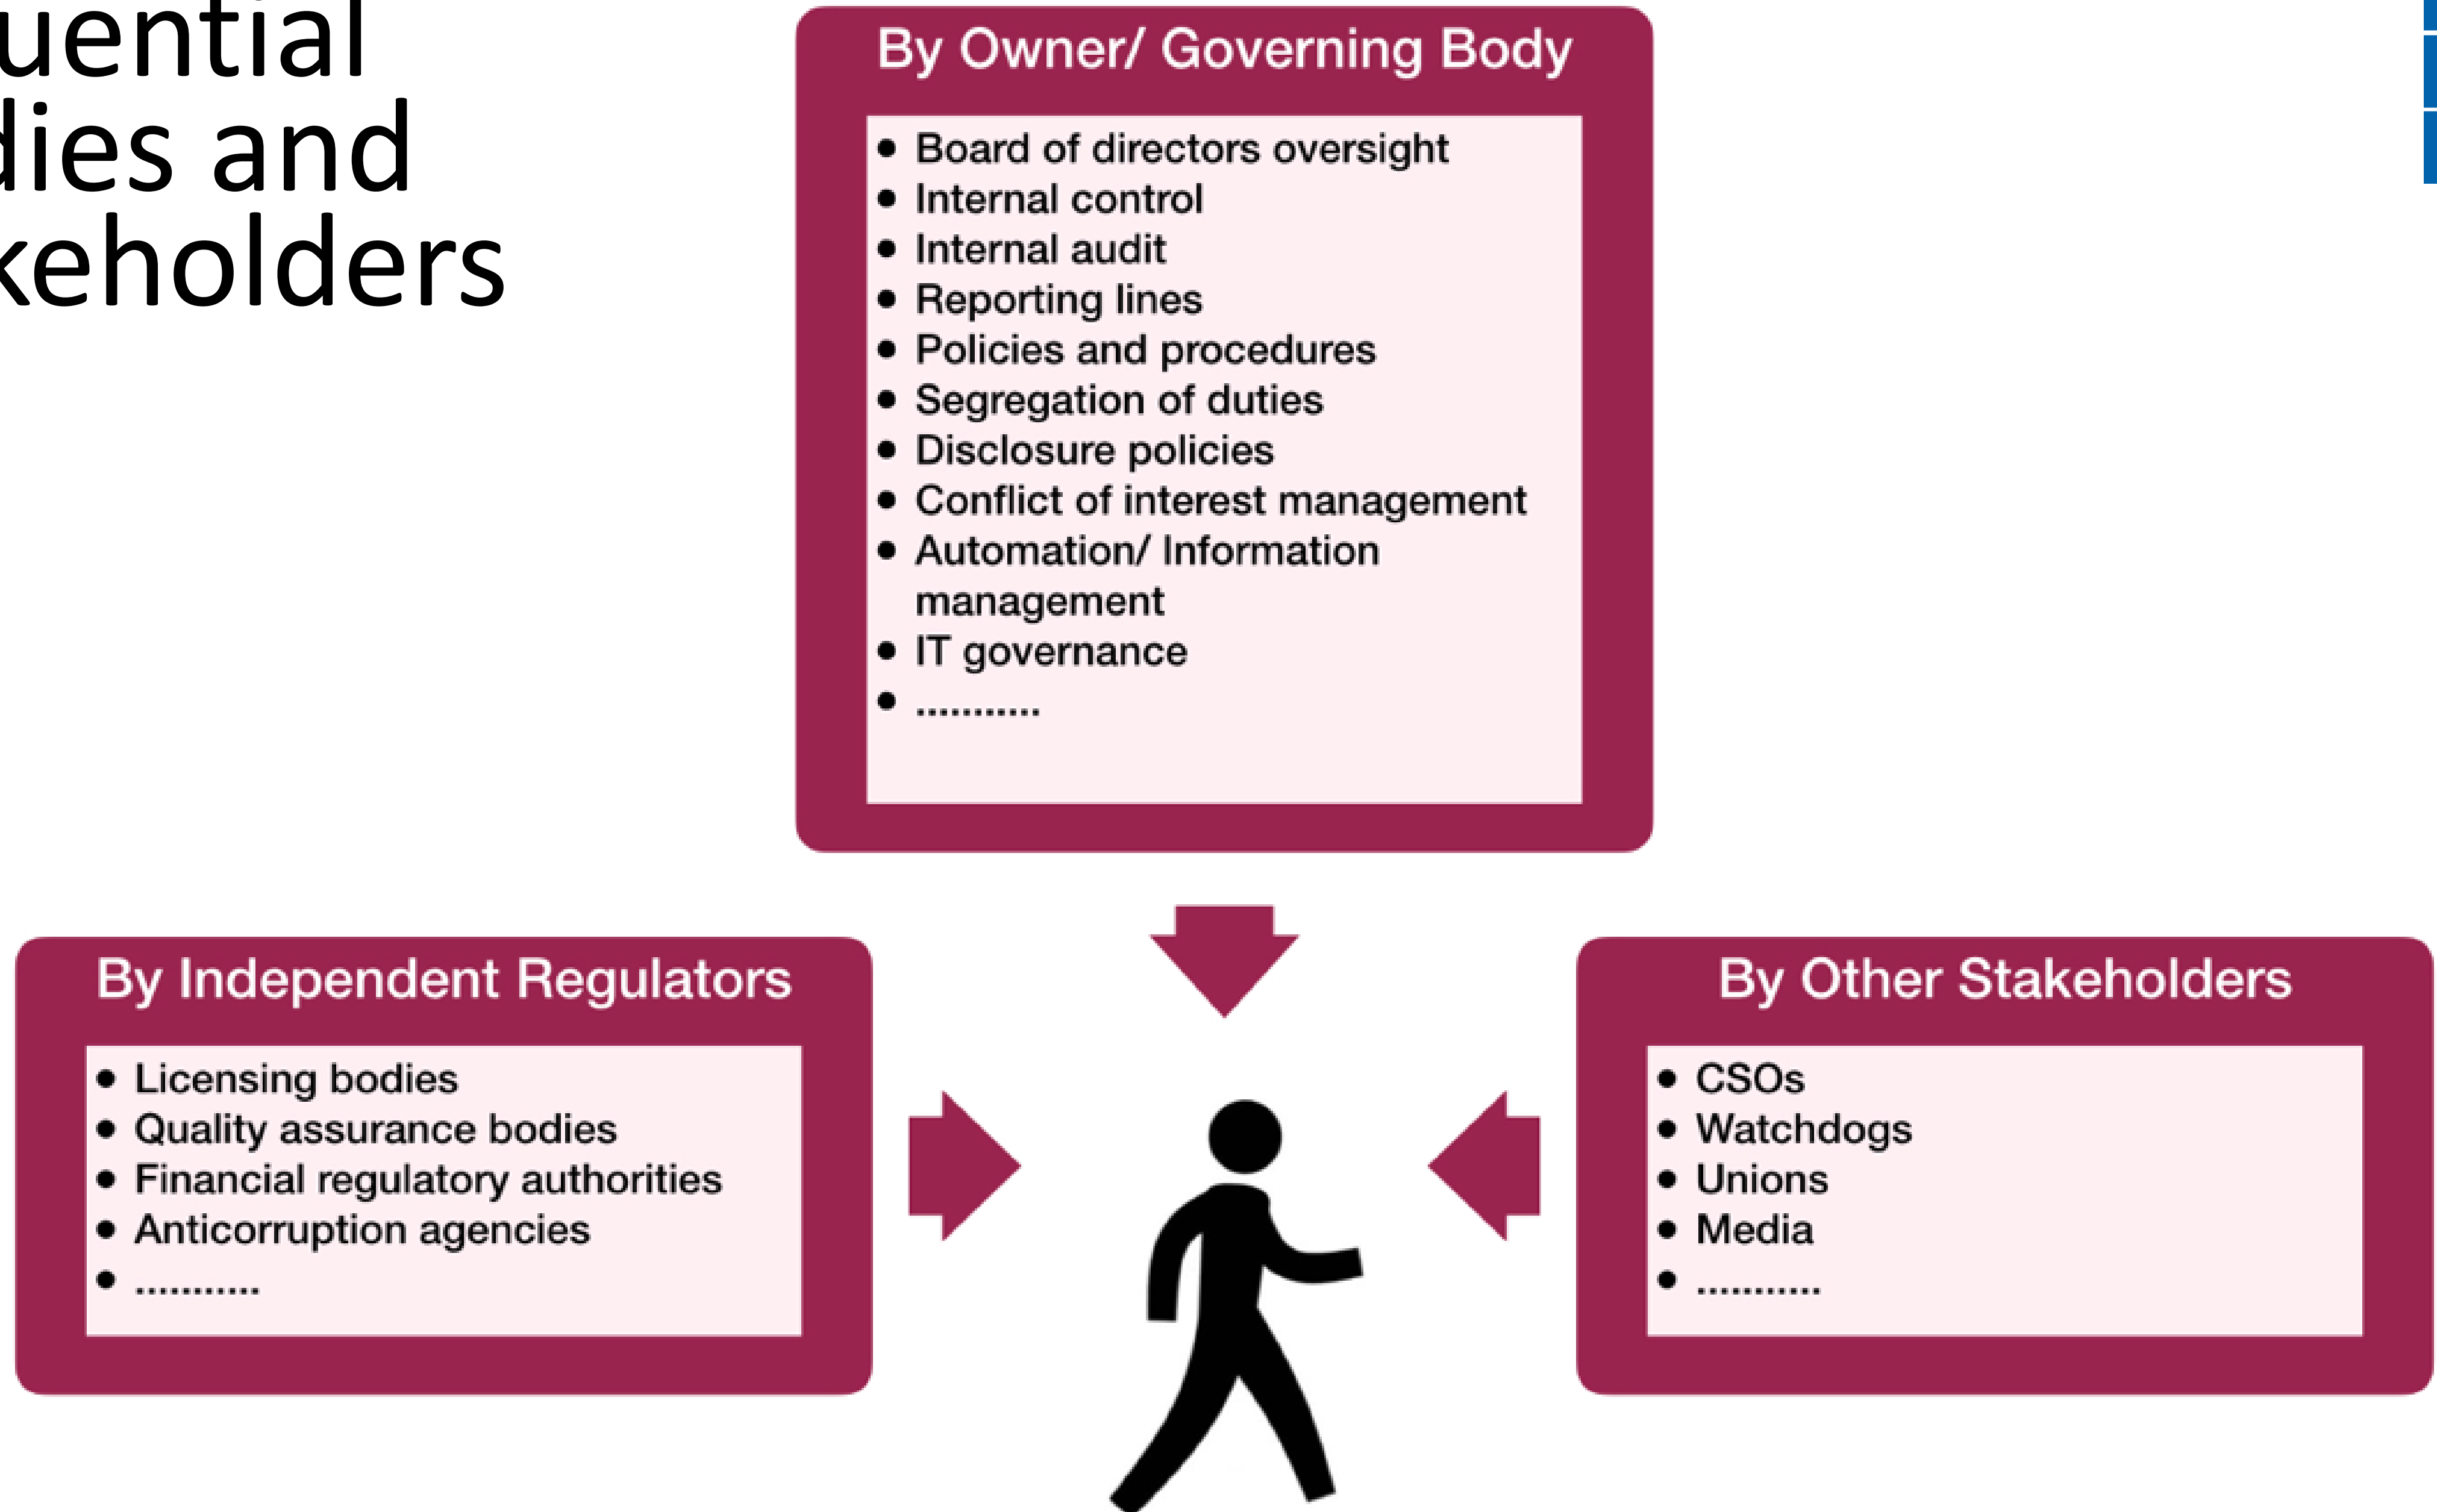 uential
dies and
keholders
By Owner/ Governing Body
● Board of directors oversight
● Internal control
● Internal audit
● Reporting lines
● Policies and procedures
● Segregation of duties
● Disclosure policies
● Conflict of interest management
● Automation/ Information
management
● IT governance
● ...........
By Independent Regulators
● Licensing bodies
● Quality assurance bodies
● Financial regulatory authorities
● Anticorruption agencies
● ...........
By Other Stakeholders
● CSOs
● Watchdogs
● Unions
● Media
● ...........